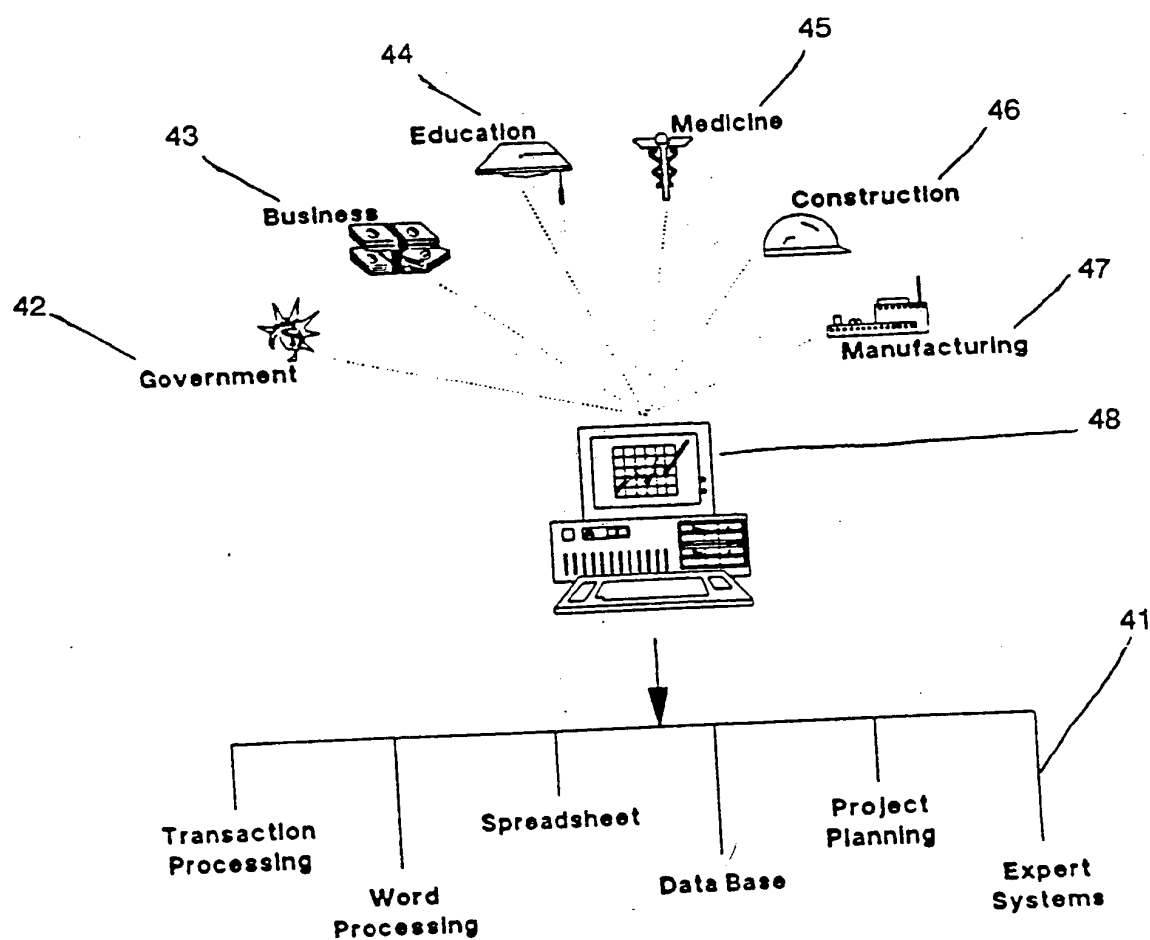 45
44
Medicine
46
Education
43
Construction
Business
47
42
Manufacturing
Government
48
41
Transaction
Processing
Word
Processing
Spreadsheet
Data Base
Project
Planning
Expert
Systems